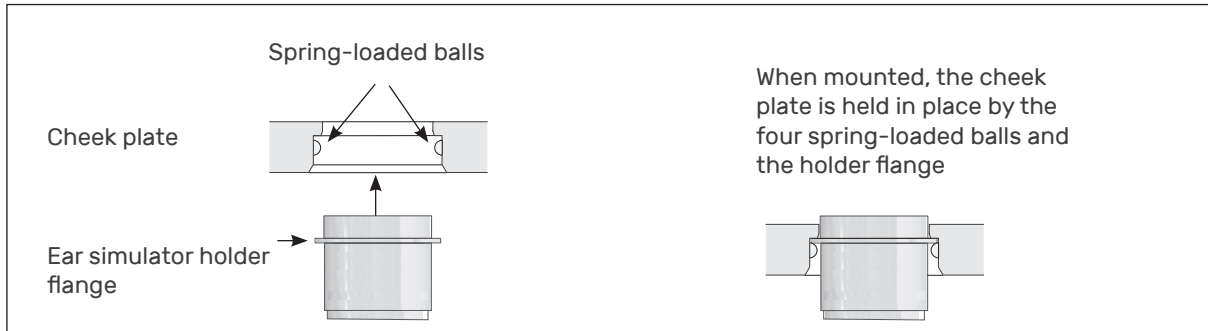 Spring-loaded balls
Cheek plate
Ear simulator holder
flange
When mounted, the cheek
plate is held in place by the
four spring-loaded balls and
the holder flange